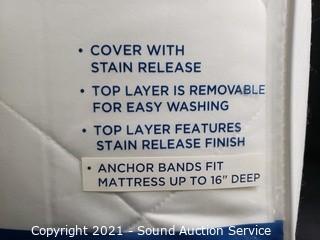 • COVER WITH
STAIN RELEASE
• TOP LAYER IS REMOVABLE
FOR EASY WASHING
• TOP LAYER FEATURES
STAIN RELEASE FINISH
• ANCHOR BANDS FIT
MATTRESS UP TO 16" DEEP
Copyright 2021 - Sound Auction Service